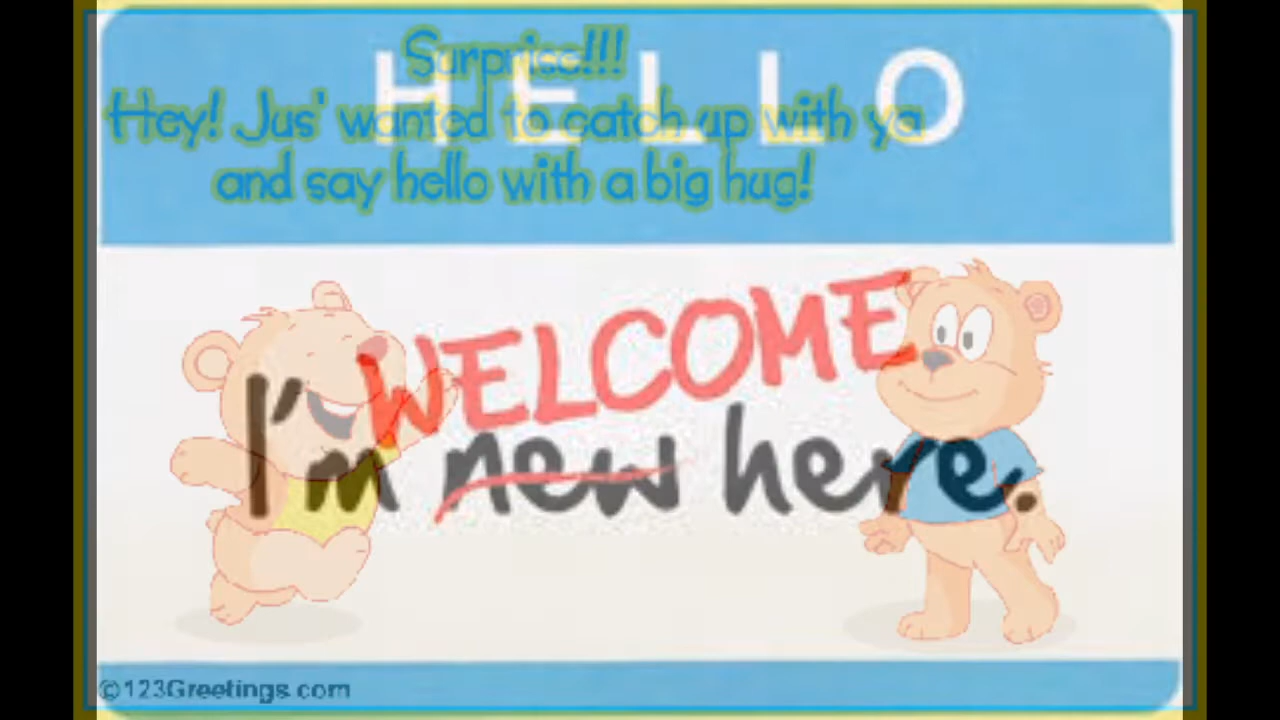 Surprise!!!
HELLO
Hey! Jus' wanted to catch up with ya
and say hello with a big hug!
WELCOME
I'm new here.
©123Greetings.com